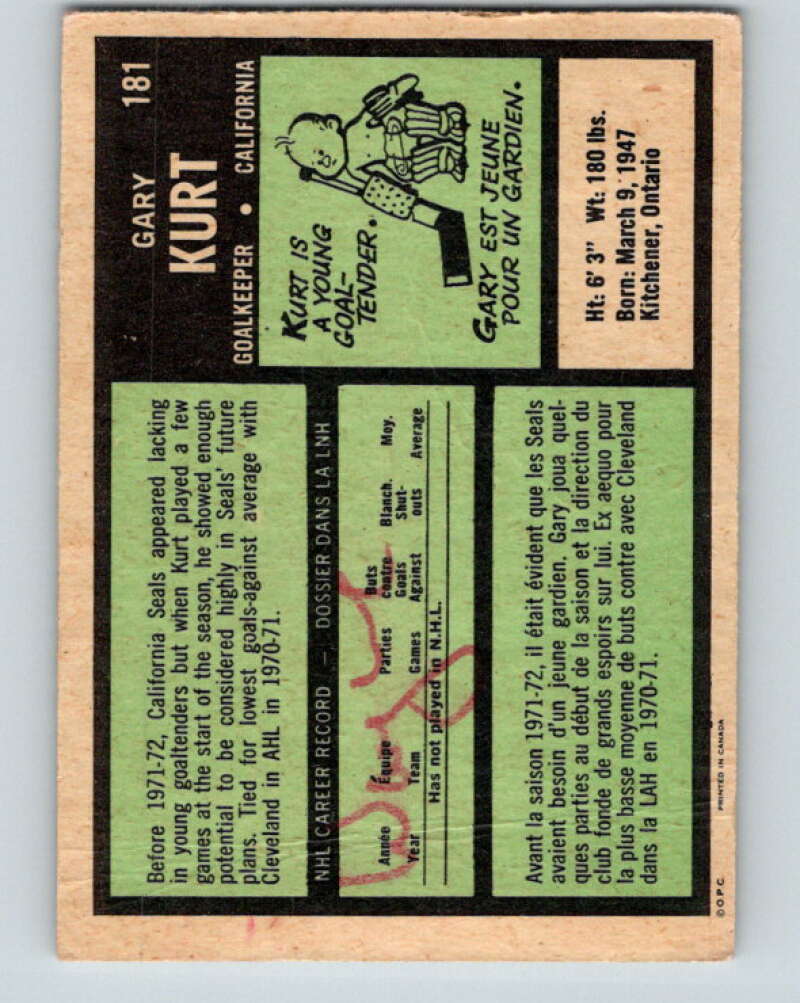 GARY 181
KURT
GOALKEEPER • CALIFORNIA
KURT IS
A YOUNG
GOAL-
TENDER.
GARY EST JEUNE
POUR UN GARDIEN.
Ht: 6' 3" Wt: 180 lbs.
Born: March 9, 1947
Kitchener, Ontario
Before 1971-72, California Seals appeared lacking
in young goaltenders but when Kurt played a few
games at the start of the season, he showed enough
potential to be considered highly in Seals' future
plans. Tied for lowest goals-against average with
Cleveland in AHL in 1970-71.
NHL CAREER RECORD — DOSSIER DANS LA LNH
Année Équipe Parties Buts contre Blanch. Moy.
Year Team Games Goals Against Shut-outs Average
Has not played in N.H.L.
Avant la saison 1971-72, il était évident que les Seals
avaient besoin d'un jeune gardien. Gary joua quel-
ques parties au début de la saison et la direction du
club fonde de grands espoirs sur lui. Ex aequo pour
la plus basse moyenne de buts contre avec Cleveland
dans la LAH en 1970-71.
© O.P.C. PRINTED IN CANADA